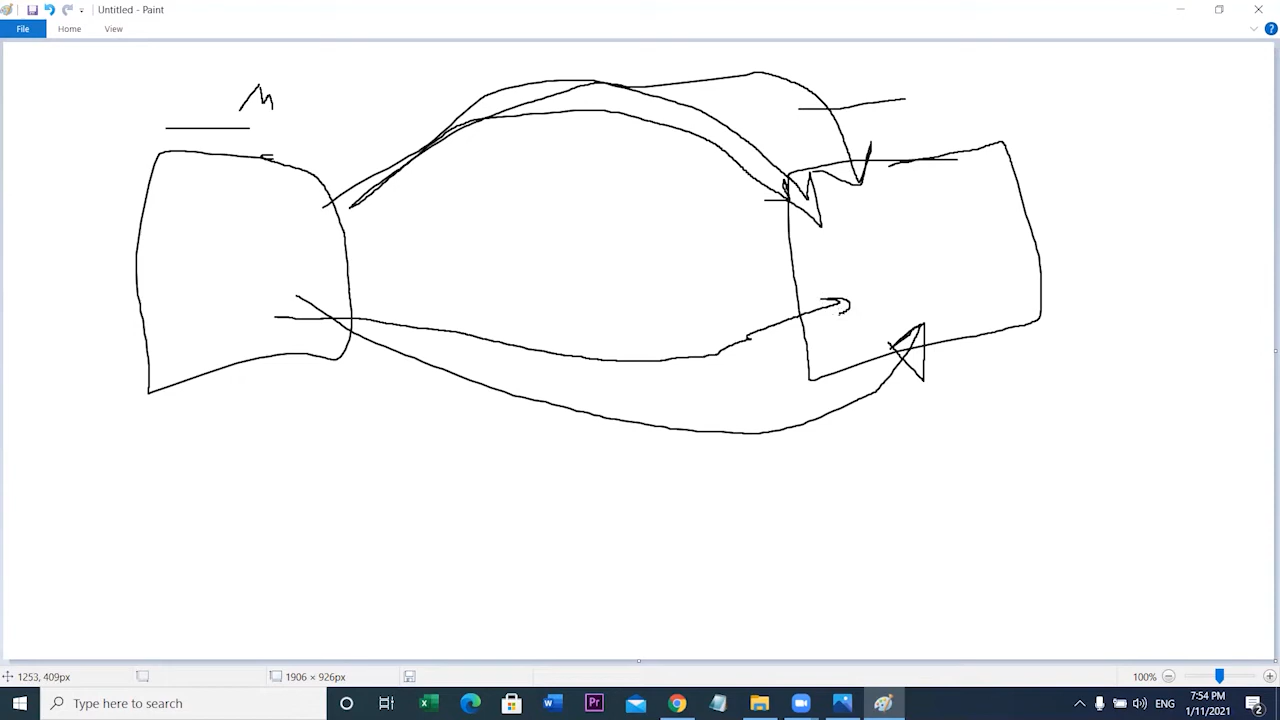 Untitled - Paint
File Home View
M
1253, 409px 1906 × 926px 100%
Type here to search
ENG 7:54 PM
1/11/2021 2